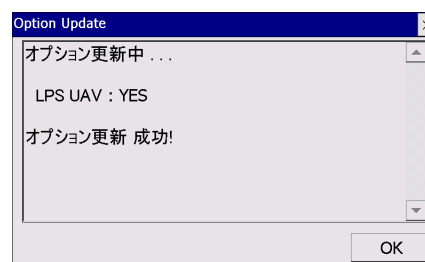 Option Update
オプション更新中 . . .
LPS UAV : YES
オプション更新 成功!
OK